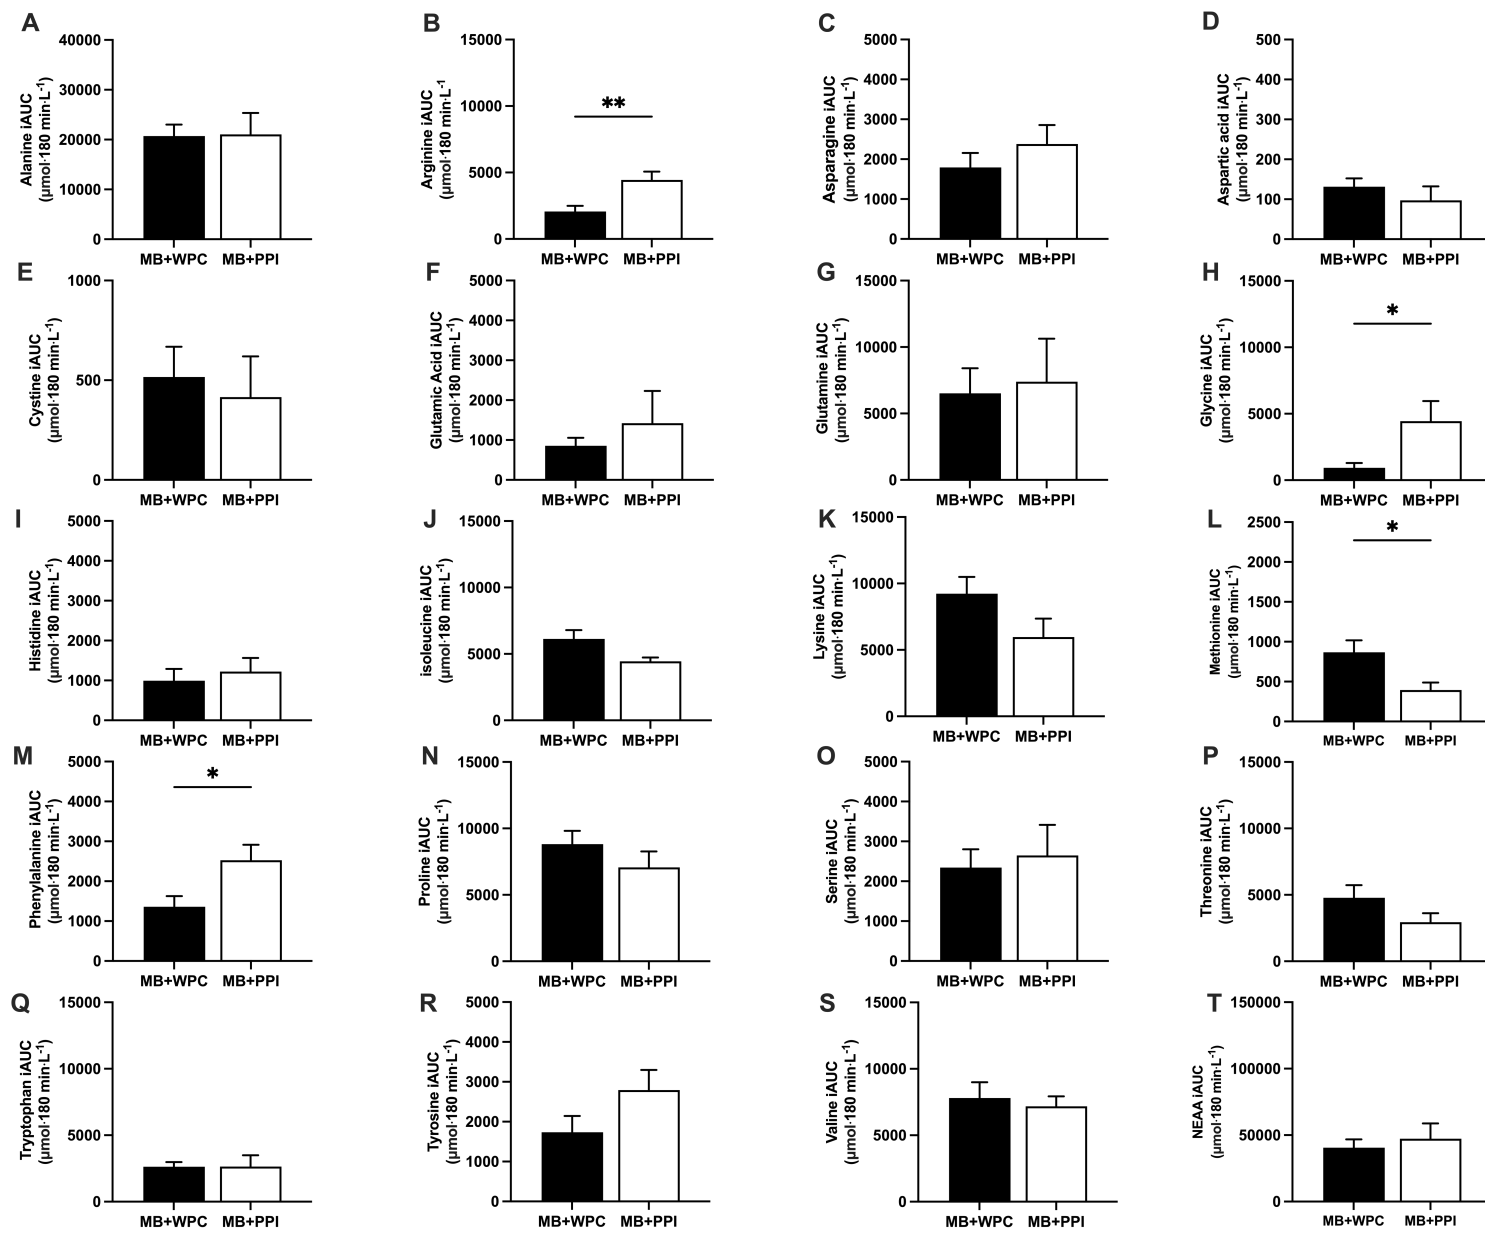 A
Alanine iAUC
(µmol·180 min·L-1)
40000
30000
20000
10000
0
MB+WPC MB+PPI
B
Arginine iAUC
(µmol·180 min·L-1
15000
10000
5000
0
**
MB+WPC MB+PPI
C
Asparagine iAUC
(µmol·180 min·L-1)
5000
4000
3000
2000
1000
0
MB+WPC MB+PPI
D
Aspartic acid iAUC
(µmol·180 min·L-1)
500
400
300
200
100
0
MB+WPC MB+PPI
E
Cystine iAUC
(µmol·180 min·L-1)
1000
500
0
MB+WPC MB+PPI
F
Glutamic Acid iAUC
(µmol·180 min·L-1)
5000
4000
3000
2000
1000
0
MB+WPC MB+PPI
G
Glutamine iAUC
(µmol·180 min·L-1)
15000
10000
5000
0
MB+WPC MB+PPI
H
Glycine iAUC
(µmol·180 min·L-1)
15000
10000
5000
0
*
MB+WPC MB+PPI
I
Histidine iAUC
(µmol·180 min·L-1)
5000
4000
3000
2000
1000
0
MB+WPC MB+PPI
J
isoleucine iAUC
(µmol·180 min·L-1)
15000
10000
5000
0
MB+WPC MB+PPI
K
Lysine iAUC
(µmol·180 min·L-1)
15000
10000
5000
0
MB+WPC MB+PPI
L
Methionine iAUC
(µmol·180 min·L-1)
2500
2000
1500
1000
500
0
*
MB+WPC MB+PPI
M
Phenylalanine iAUC
(µmol·180 min·L-1)
5000
4000
3000
2000
1000
0
*
MB+WPC MB+PPI
N
Proline iAUC
(µmol·180 min·L-1)
15000
10000
5000
0
MB+WPC MB+PPI
O
Serine iAUC
(µmol·180 min·L-1)
5000
4000
3000
2000
1000
0
MB+WPC MB+PPI
P
Threonine iAUC
(µmol·180 min·L-1)
15000
10000
5000
0
MB+WPC MB+PPI
Q
Tryptophan iAUC
(µmol·180 min·L-1)
15000
10000
5000
0
MB+WPC MB+PPI
R
Tyrosine iAUC
(µmol·180 min·L-1)
5000
4000
3000
2000
1000
0
MB+WPC MB+PPI
S
Valine iAUC
(µmol·180 min·L-1)
15000
10000
5000
0
MB+WPC MB+PPI
T
NEAA iAUC
(µmol·180 min·L-1)
150000
100000
50000
0
MB+WPC MB+PPI